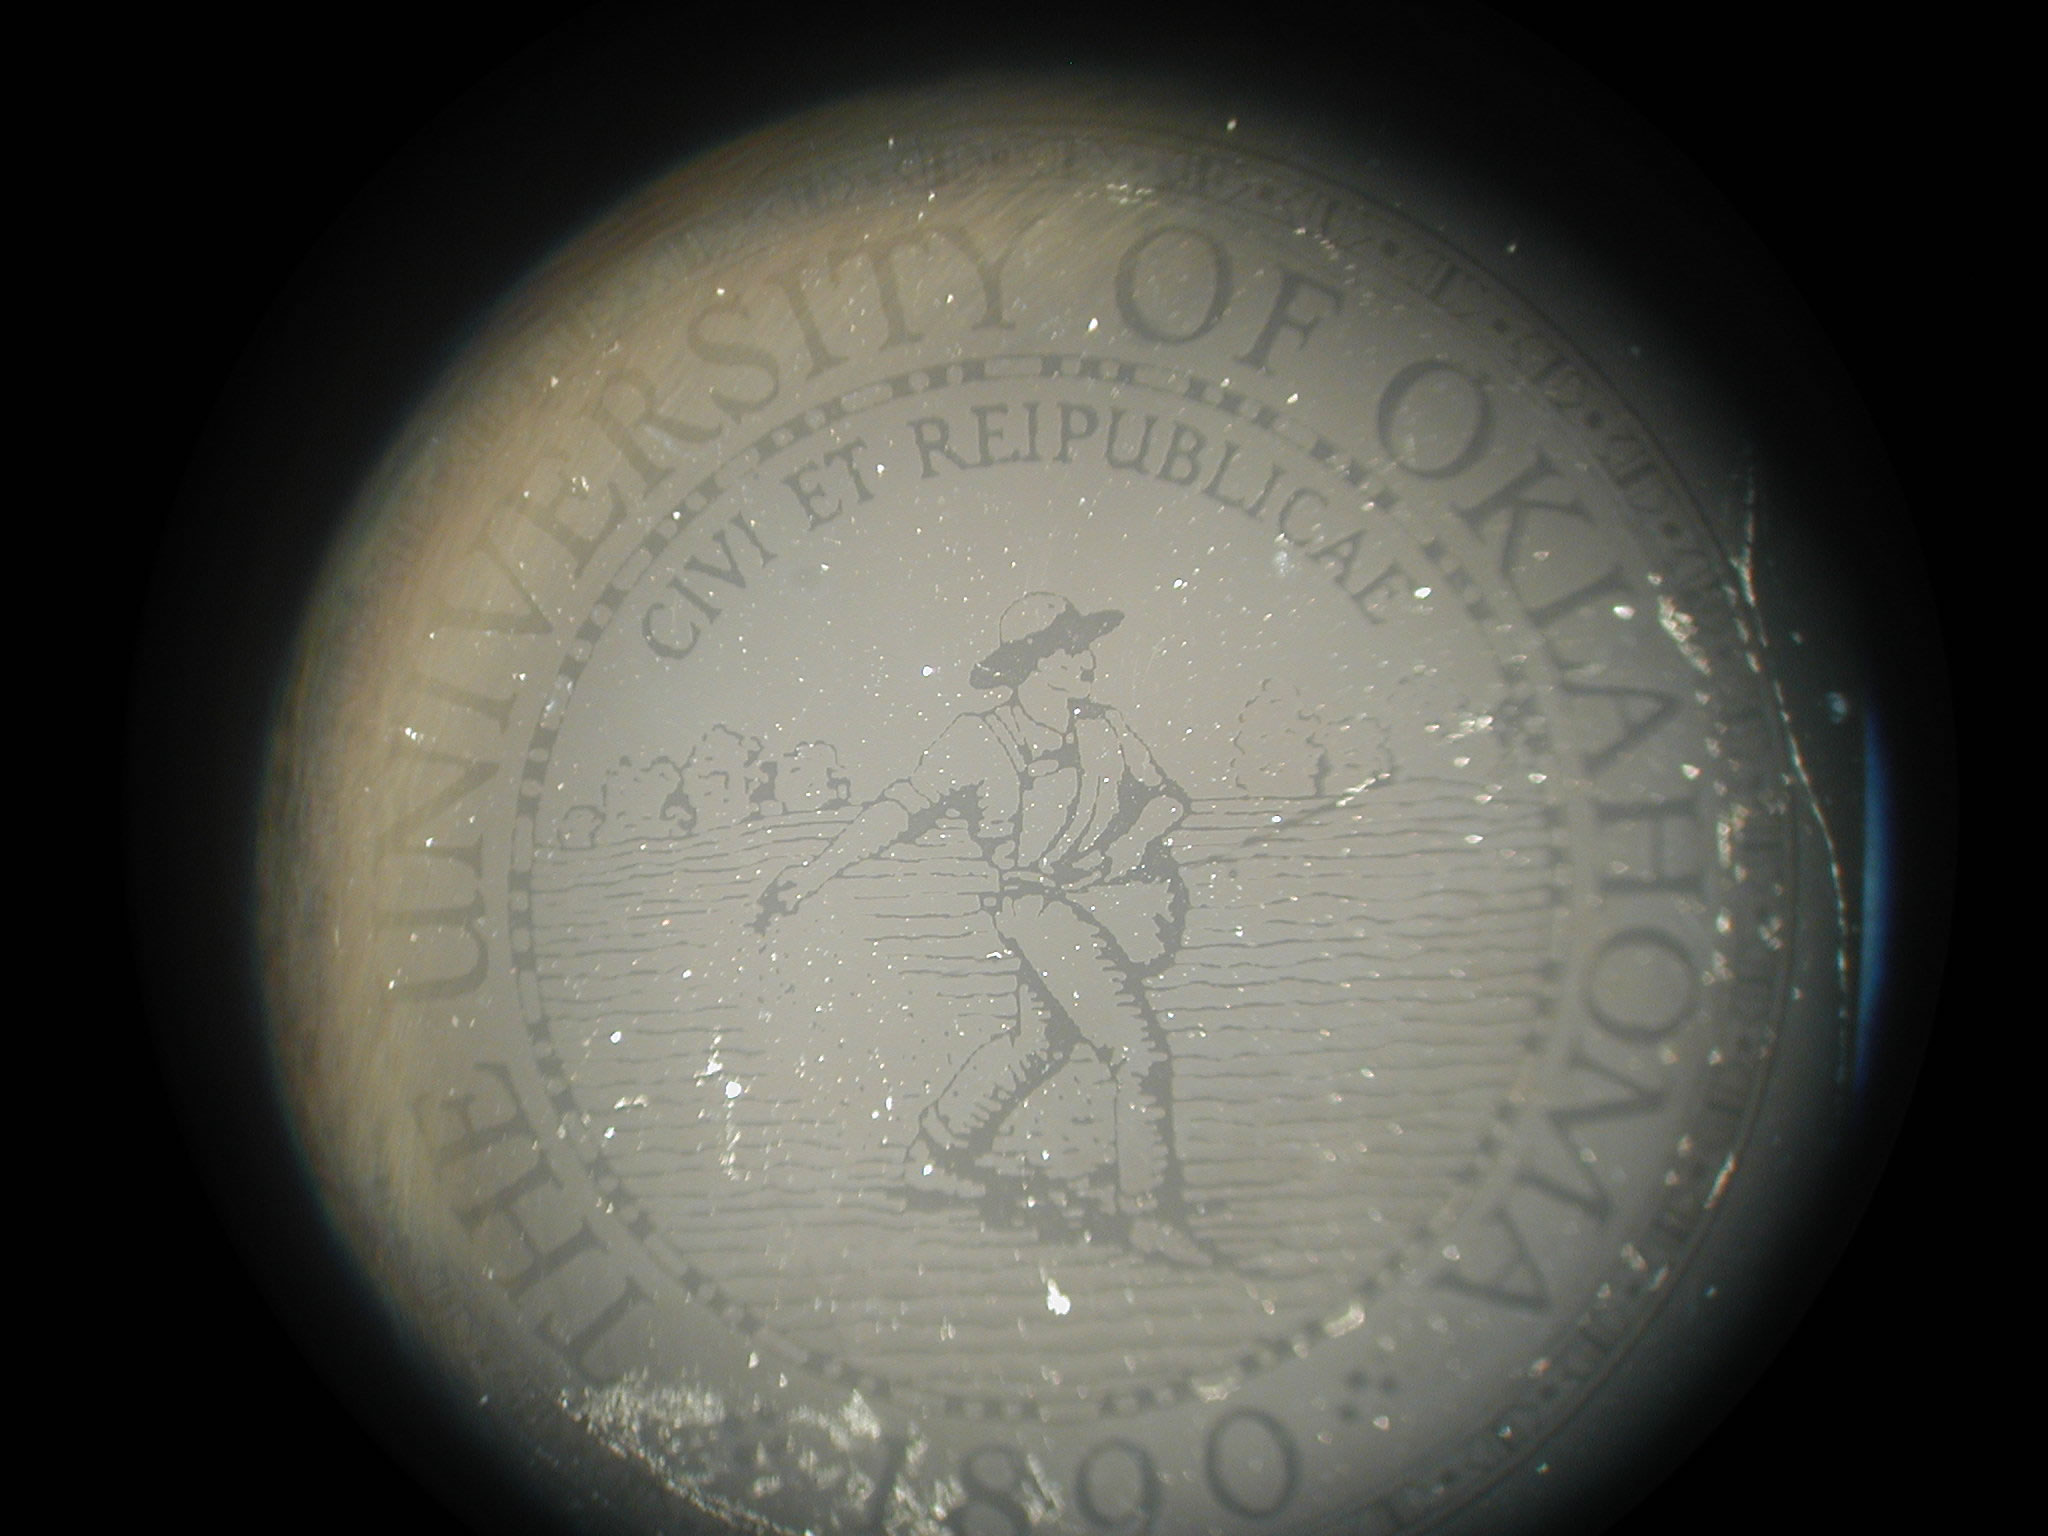 THE UNIVERSITY OF OKLAHOMA
CIVI ET REIPUBLICAE
1890